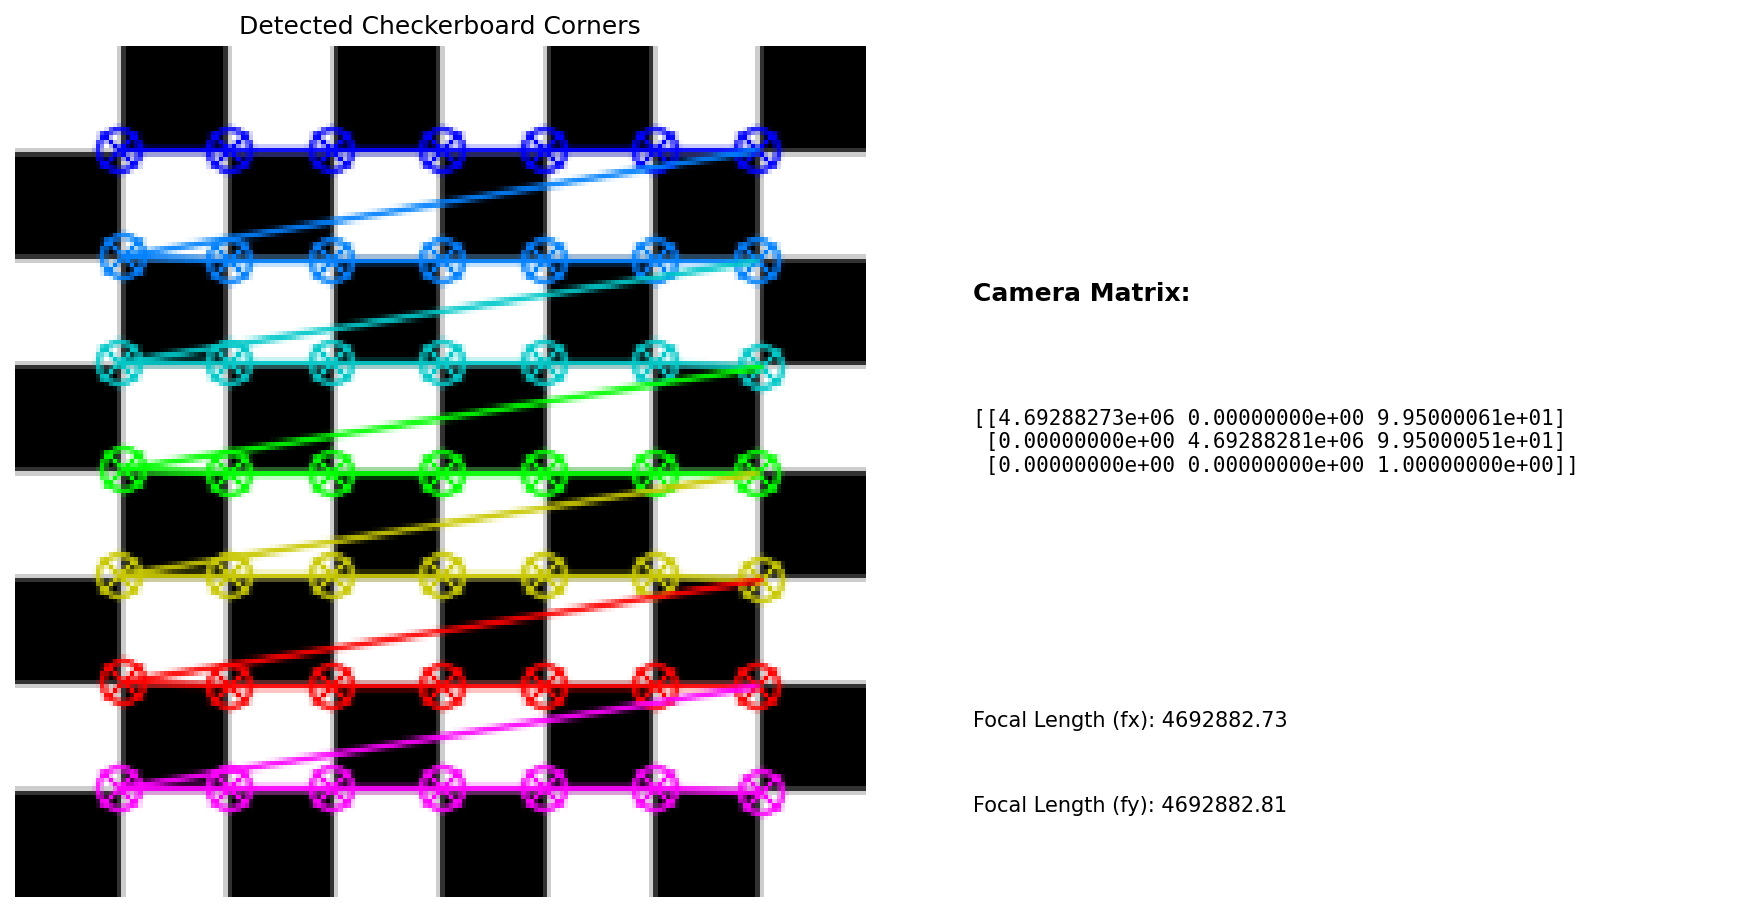 Detected Checkerboard Corners
Camera Matrix:
[[4.69288273e+06 0.00000000e+00 9.95000061e+01]
[0.00000000e+00 4.69288281e+06 9.95000051e+01]
[0.00000000e+00 0.00000000e+00 1.00000000e+00]]
Focal Length (fx): 4692882.73
Focal Length (fy): 4692882.81